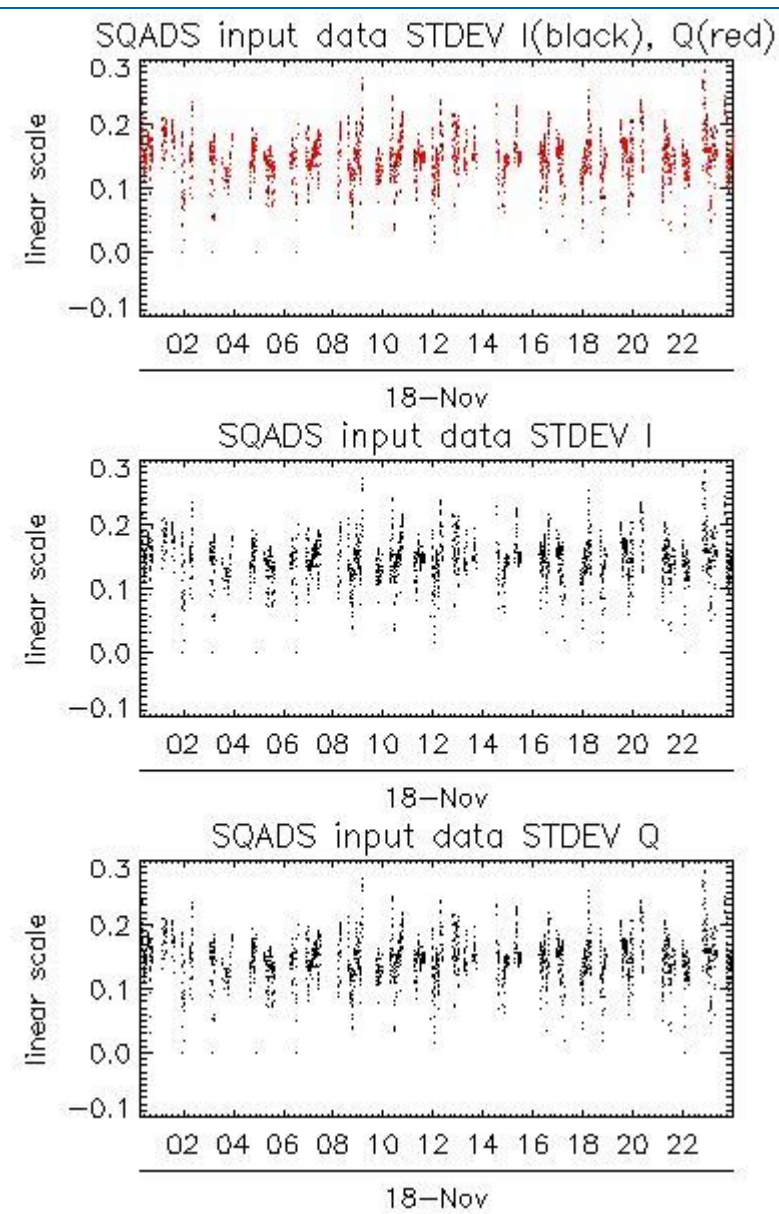 SQADS input data STDEV I(black), Q(red)
0.3
0.2
0.1
0.0
−0.1
linear scale
02 04 06 08 10 12 14 16 18 20 22
18−Nov
SQADS input data STDEV I
0.3
0.2
0.1
0.0
−0.1
linear scale
02 04 06 08 10 12 14 16 18 20 22
18−Nov
SQADS input data STDEV Q
0.3
0.2
0.1
0.0
−0.1
linear scale
02 04 06 08 10 12 14 16 18 20 22
18−Nov